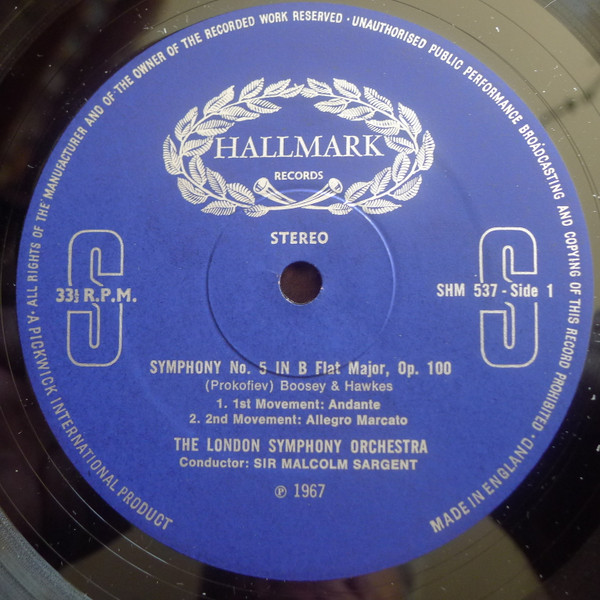 A PICKWICK INTERNATIONAL PRODUCT · ALL RIGHTS OF THE MANUFACTURER AND OF THE OWNER OF THE RECORDED WORK RESERVED · UNAUTHORISED PUBLIC PERFORMANCE BROADCASTING AND COPYING OF THIS RECORD PROHIBITED · MADE IN ENGLAND ·
HALLMARK
RECORDS
STEREO
S
S
33⅓ R.P.M.
SHM 537 - Side 1
SYMPHONY No. 5 IN B Flat Major, Op. 100
(Prokofiev) Boosey & Hawkes
1. 1st Movement: Andante
2. 2nd Movement: Allegro Marcato
THE LONDON SYMPHONY ORCHESTRA
Conductor: SIR MALCOLM SARGENT
℗ 1967